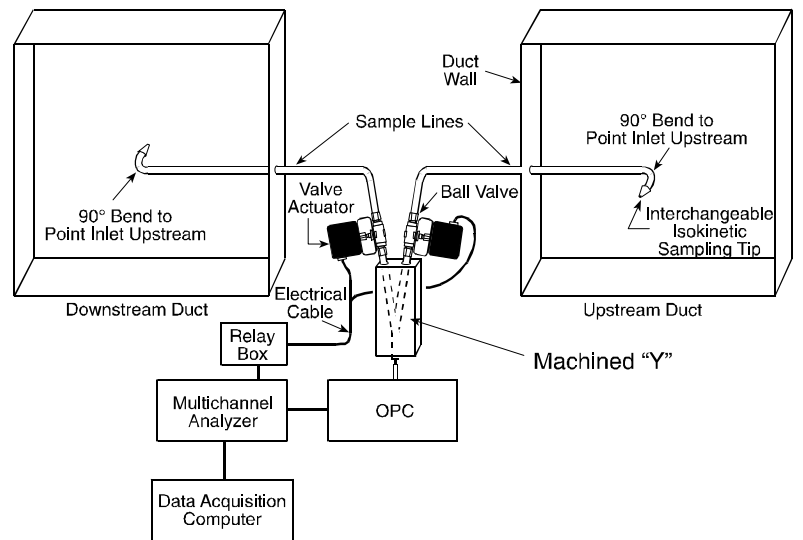 Duct
Wall
Sample Lines
90° Bend to
Point Inlet Upstream
Valve
Actuator
Ball Valve
90° Bend to
Point Inlet Upstream
Interchangeable
Isokinetic
Sampling Tip
Downstream Duct
Electrical
Cable
Upstream Duct
Relay
Box
Machined “Y”
Multichannel
Analyzer
OPC
Data Acquisition
Computer